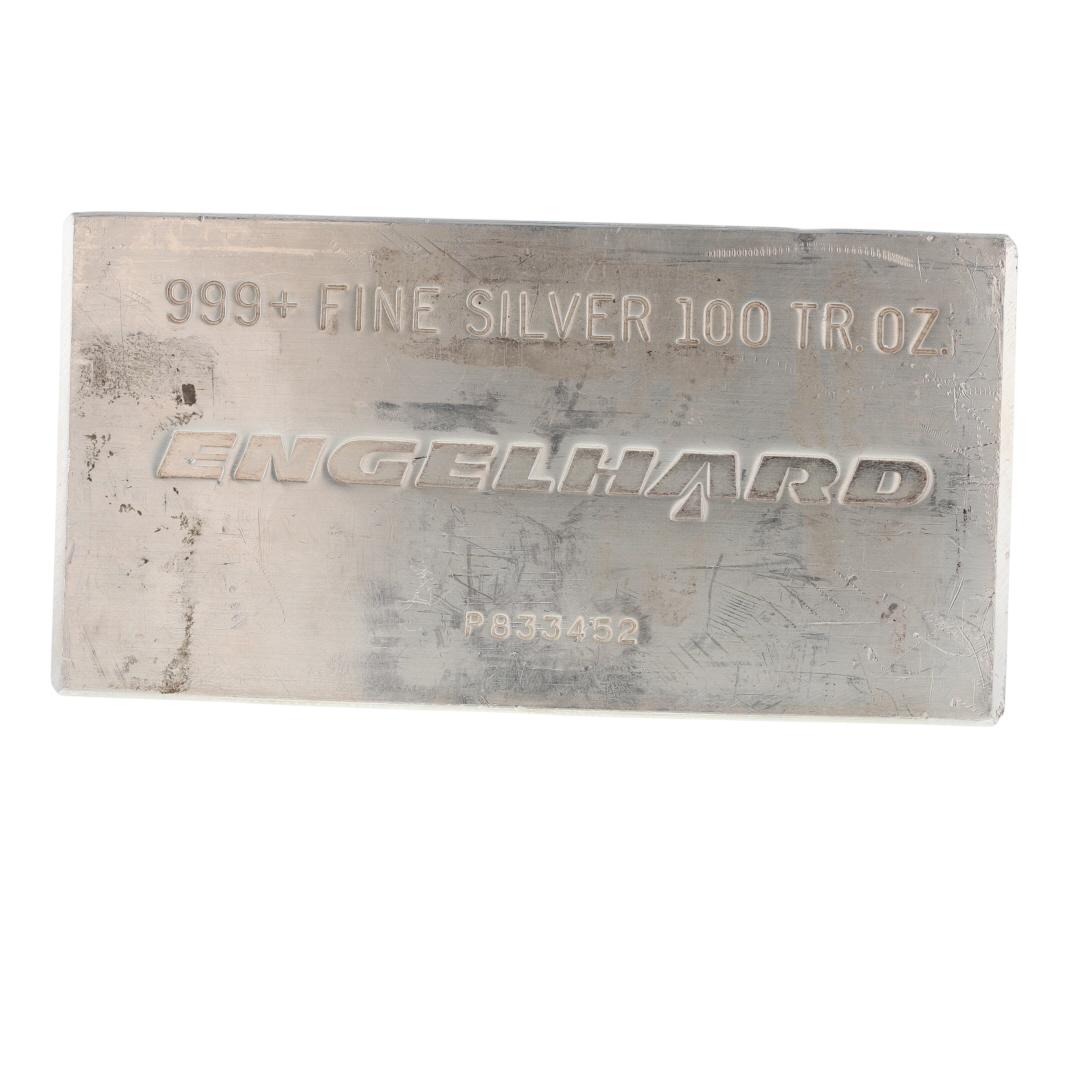 999+ FINE SILVER 100 TR. OZ.
ENGELHARD
P833452